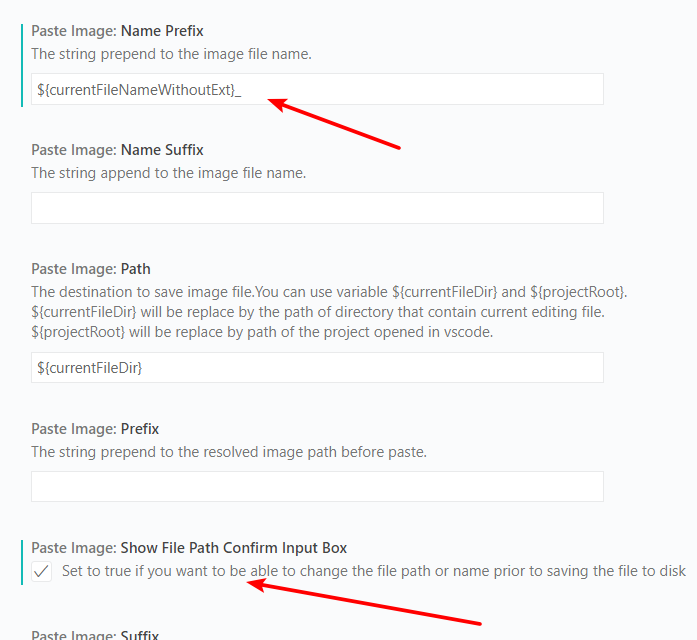 Paste Image: Name Prefix
The string prepend to the image file name.
${currentFileNameWithoutExt}_
Paste Image: Name Suffix
The string append to the image file name.
Paste Image: Path
The destination to save image file.You can use variable ${currentFileDir} and ${projectRoot}.
${currentFileDir} will be replace by the path of directory that contain current editing file.
${projectRoot} will be replace by path of the project opened in vscode.
${currentFileDir}
Paste Image: Prefix
The string prepend to the resolved image path before paste.
Paste Image: Show File Path Confirm Input Box
Set to true if you want to be able to change the file path or name prior to saving the file to disk
Paste Image: Suffix